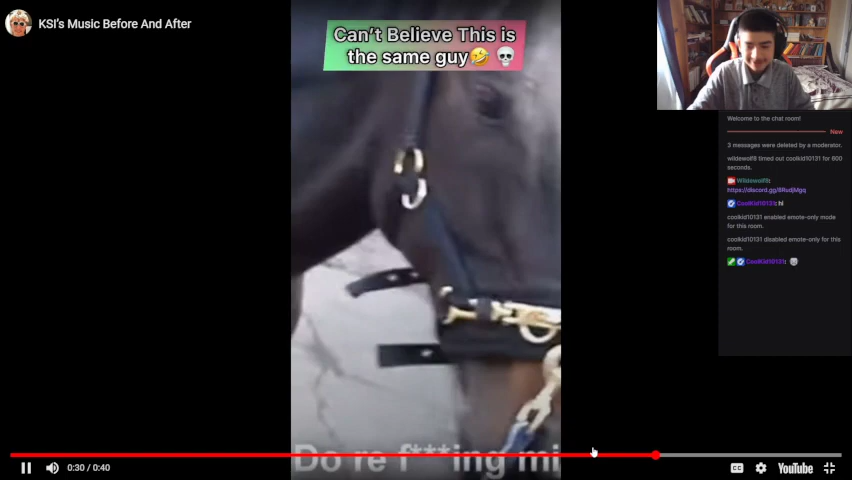 KSI's Music Before And After
Can't Believe This is
the same guy🤣💀
Do re f***ing mi
0:30 / 0:40
CC
YouTube
Welcome to the chat room!
New
3 messages were deleted by a moderator.
wildewolf9 timed out coolkid10131 for 600
seconds.
Wildewolf9:
https://discord.gg/8RudjMgq
CoolKid10131: hi
coolkid10131 enabled emote-only mode
for this room.
coolkid10131 disabled emote-only for this
room.
CoolKid10131: